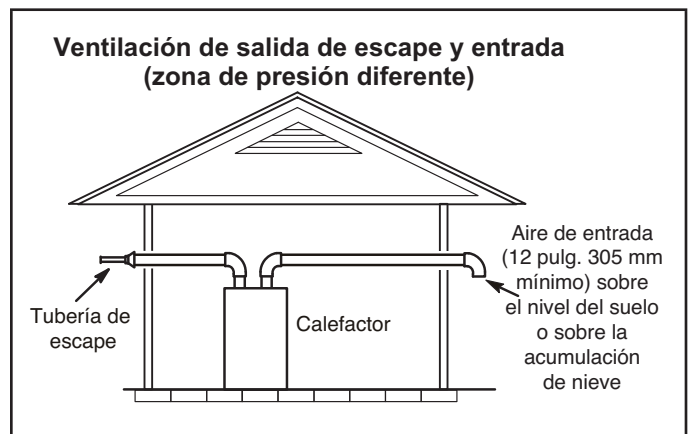 Ventilación de salida de escape y entrada
(zona de presión diferente)
Tubería de
escape
Calefactor
Aire de entrada
(12 pulg. 305 mm
mínimo) sobre
el nivel del suelo
o sobre la
acumulación
de nieve